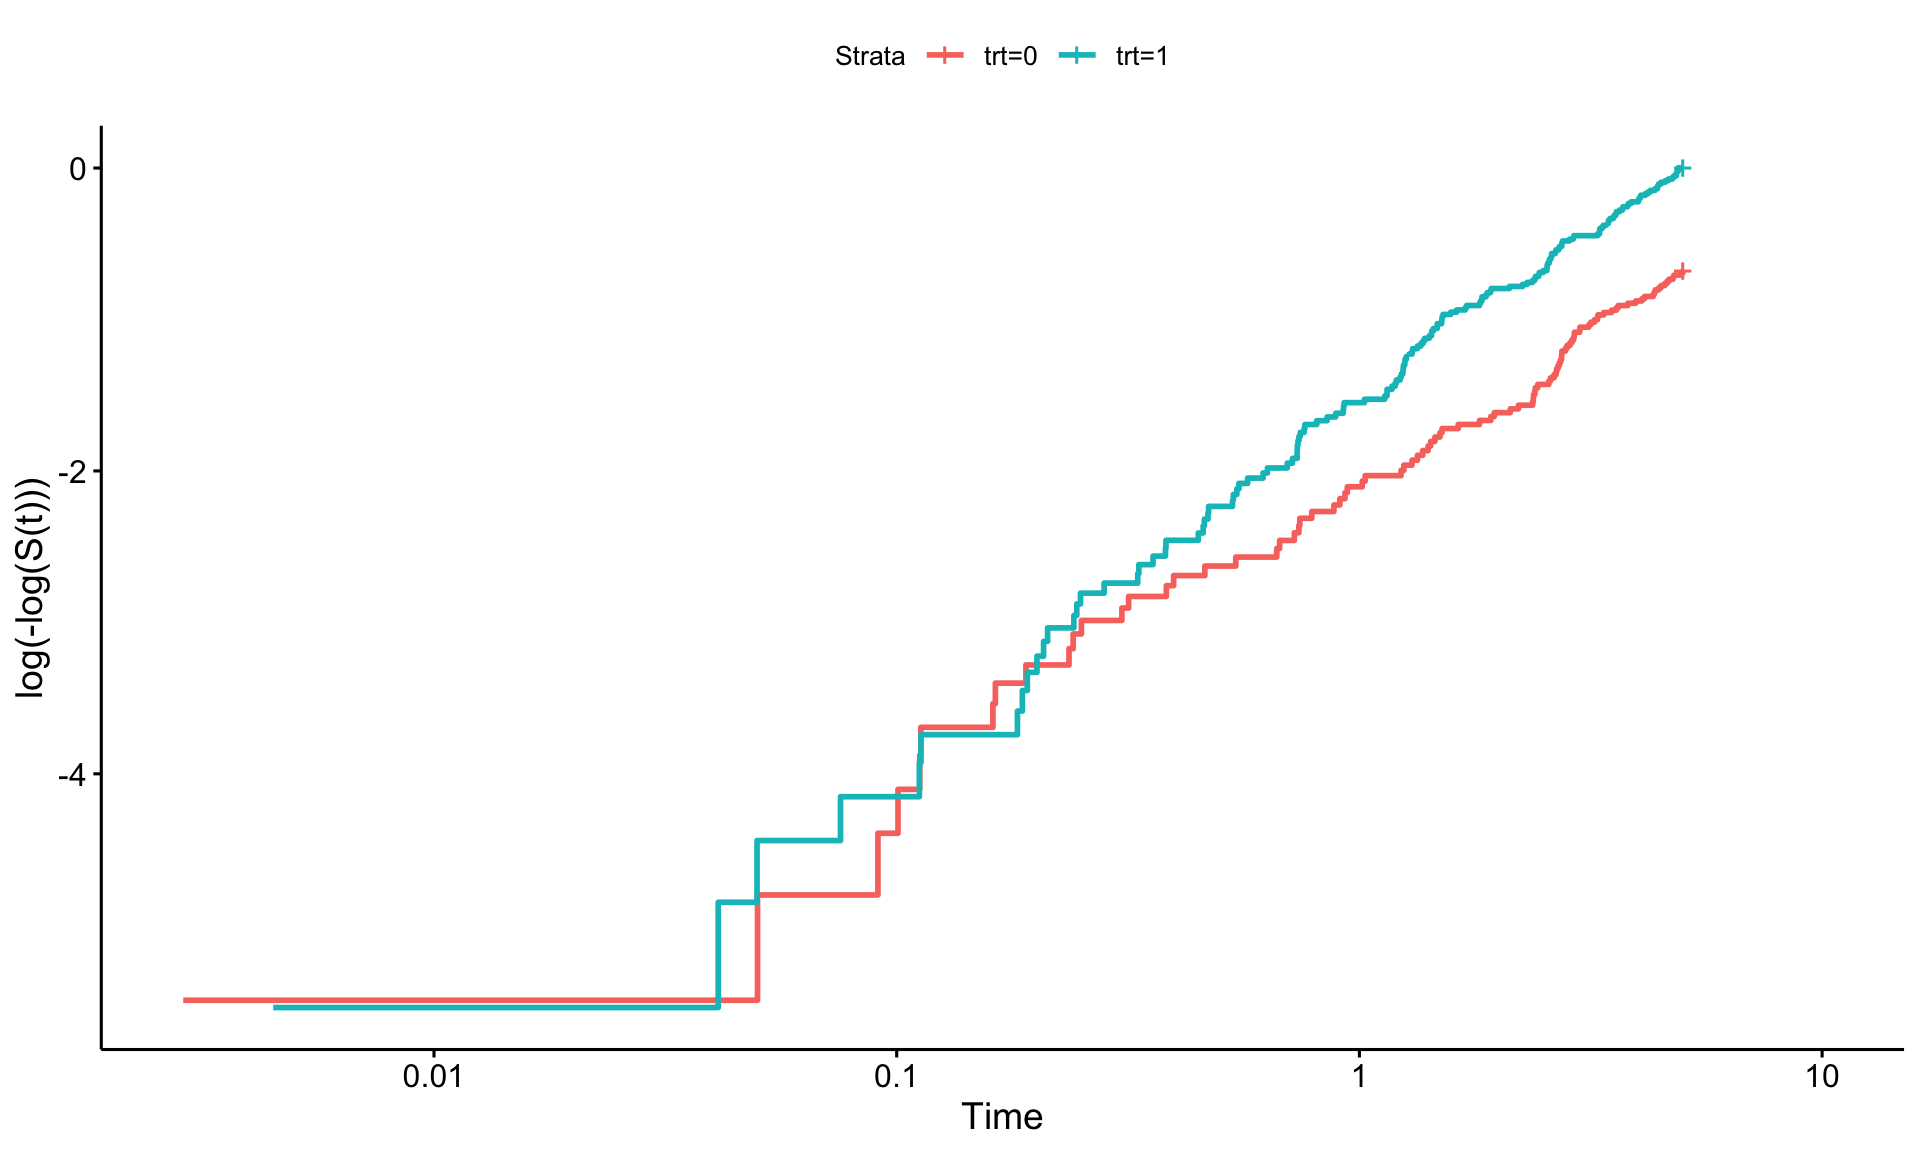 Strata trt=0 trt=1
0
-2
-4
log(-log(S(t)))
0.01 0.1 1 10
Time